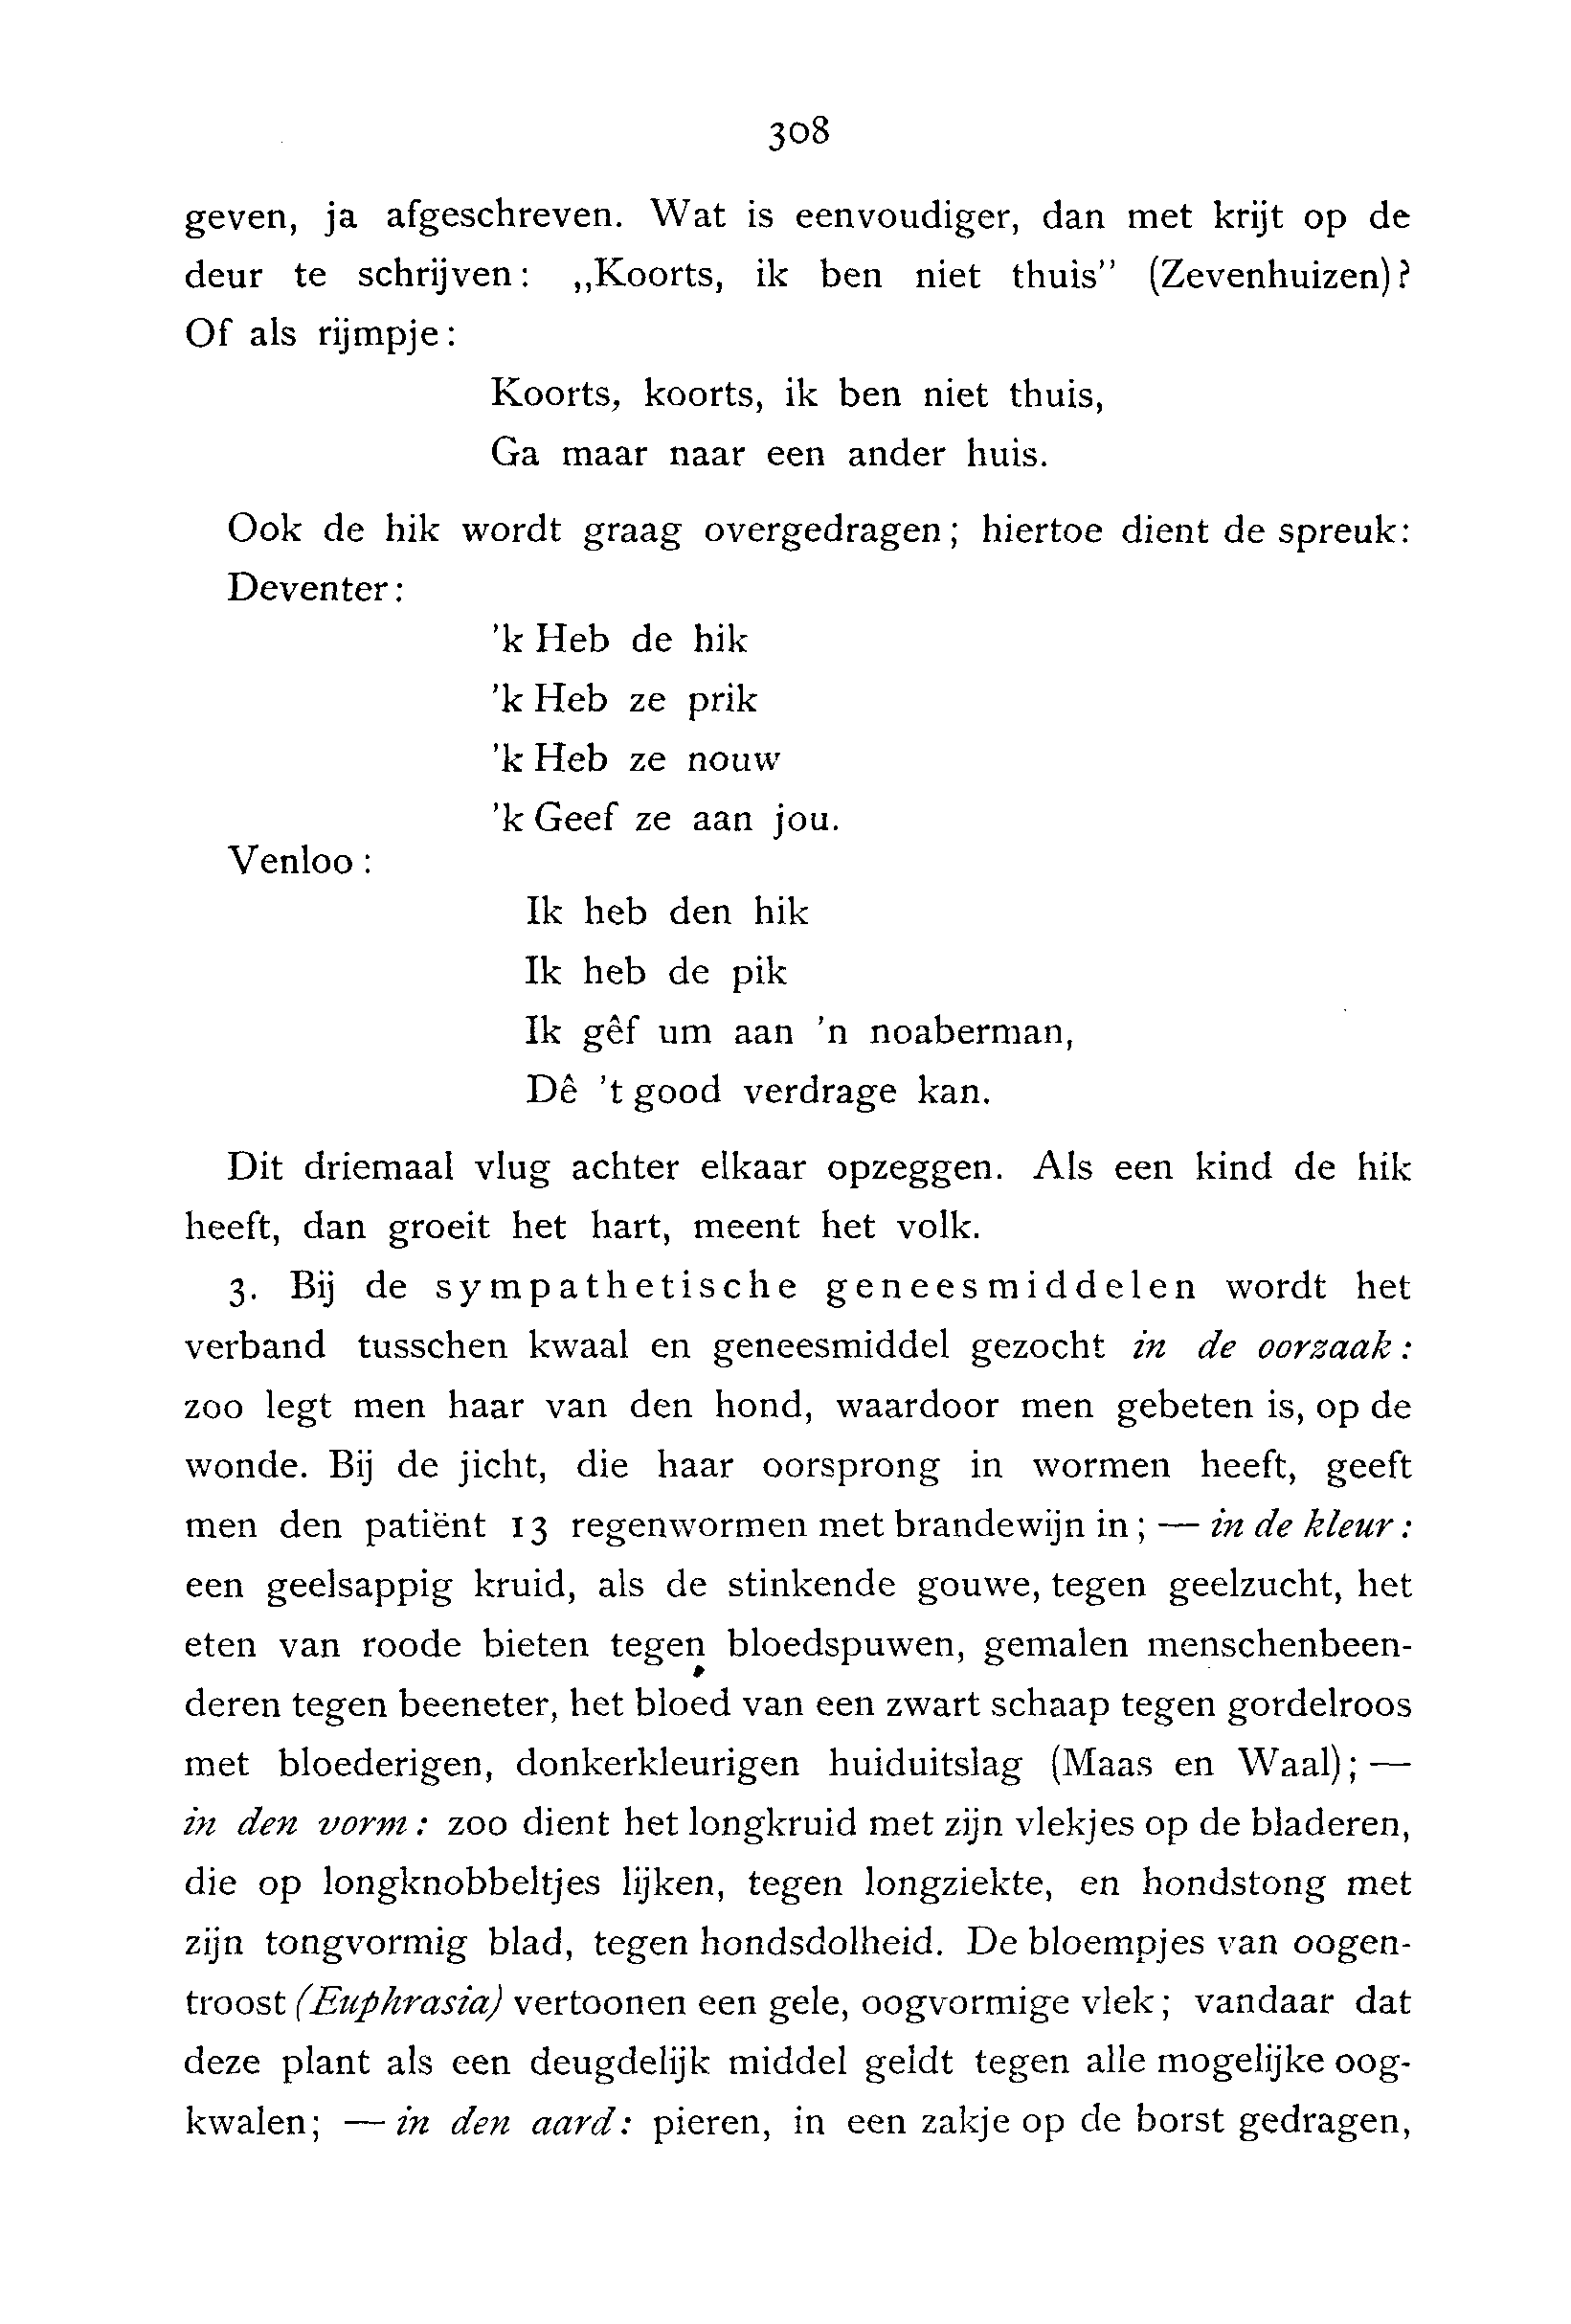 308
geven, ja afgeschreven. Wat is eenvoudiger, dan met krijt op de
deur te schrijven: „Koorts, ik ben niet thuis” (Zevenhuizen)?
Of als rijmpje:
Koorts, koorts, ik ben niet thuis,
Ga maar naar een ander huis.
Ook de hik wordt graag overgedragen; hiertoe dient de spreuk:
Deventer:
’k Heb de hik
’k Heb ze prik
’k Heb ze nouw
’k Geef ze aan jou.
Venloo:
Ik heb den hik
Ik heb de pik
Ik gêf um aan ’n noaberman,
Dê ’t good verdrage kan.
Dit driemaal vlug achter elkaar opzeggen. Als een kind de hik
heeft, dan groeit het hart, meent het volk.
3. Bij de sympathetische geneesmiddelen wordt het
verband tusschen kwaal en geneesmiddel gezocht in de oorzaak:
zoo legt men haar van den hond, waardoor men gebeten is, op de
wonde. Bij de jicht, die haar oorsprong in wormen heeft, geeft
men den patiënt 13 regenwormen met brandewijn in; — in de kleur:
een geelsappig kruid, als de stinkende gouwe, tegen geelzucht, het
eten van roode bieten tegen bloedspuwen, gemalen menschenbeen-
deren tegen beeneter, het bloed van een zwart schaap tegen gordelroos
met bloederigen, donkerkleurigen huiduitslag (Maas en Waal); —
in den vorm: zoo dient het longkruid met zijn vlekjes op de bladeren,
die op longknobbeltjes lijken, tegen longziekte, en hondstong met
zijn tongvormig blad, tegen hondsdolheid. De bloempjes van oogen-
troost (Euphrasia) vertoonen een gele, oogvormige vlek; vandaar dat
deze plant als een deugdelijk middel geldt tegen alle mogelijke oog-
kwalen; — in den aard: pieren, in een zakje op de borst gedragen,